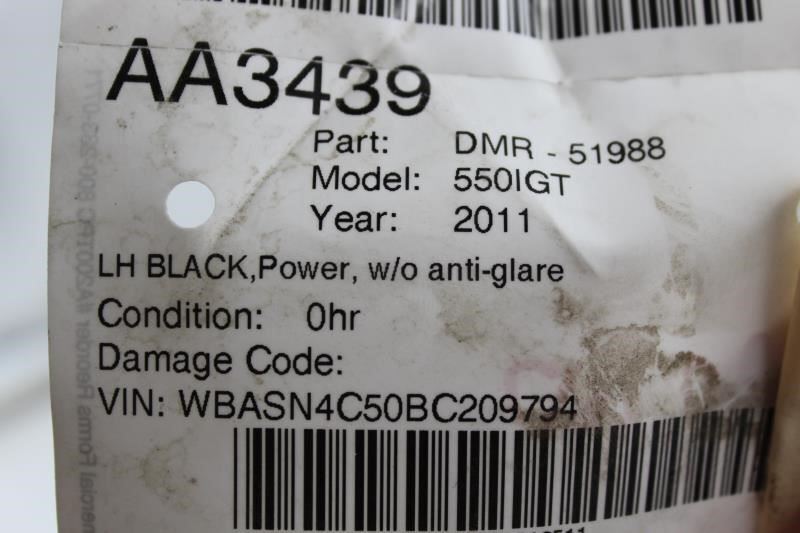 AA3439
Part: DMR - 51988
Model: 550IGT
Year: 2011
LH BLACK,Power, w/o anti-glare
Condition: 0hr
Damage Code:
VIN: WBASN4C50BC209794